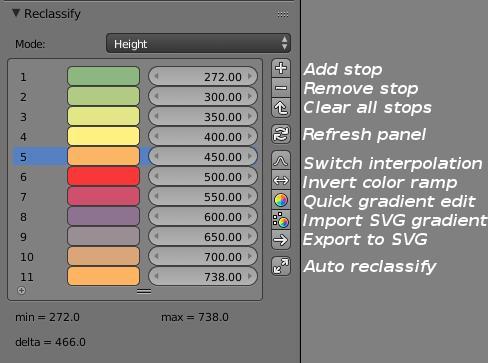 Reclassify
Mode: Height
1 272.00
2 300.00
3 350.00
4 400.00
5 450.00
6 500.00
7 550.00
8 600.00
9 650.00
10 700.00
11 738.00
min = 272.0 max = 738.0
delta = 466.0
Add stop
Remove stop
Clear all stops
Refresh panel
Switch interpolation
Invert color ramp
Quick gradient edit
Import SVG gradient
Export to SVG
Auto reclassify